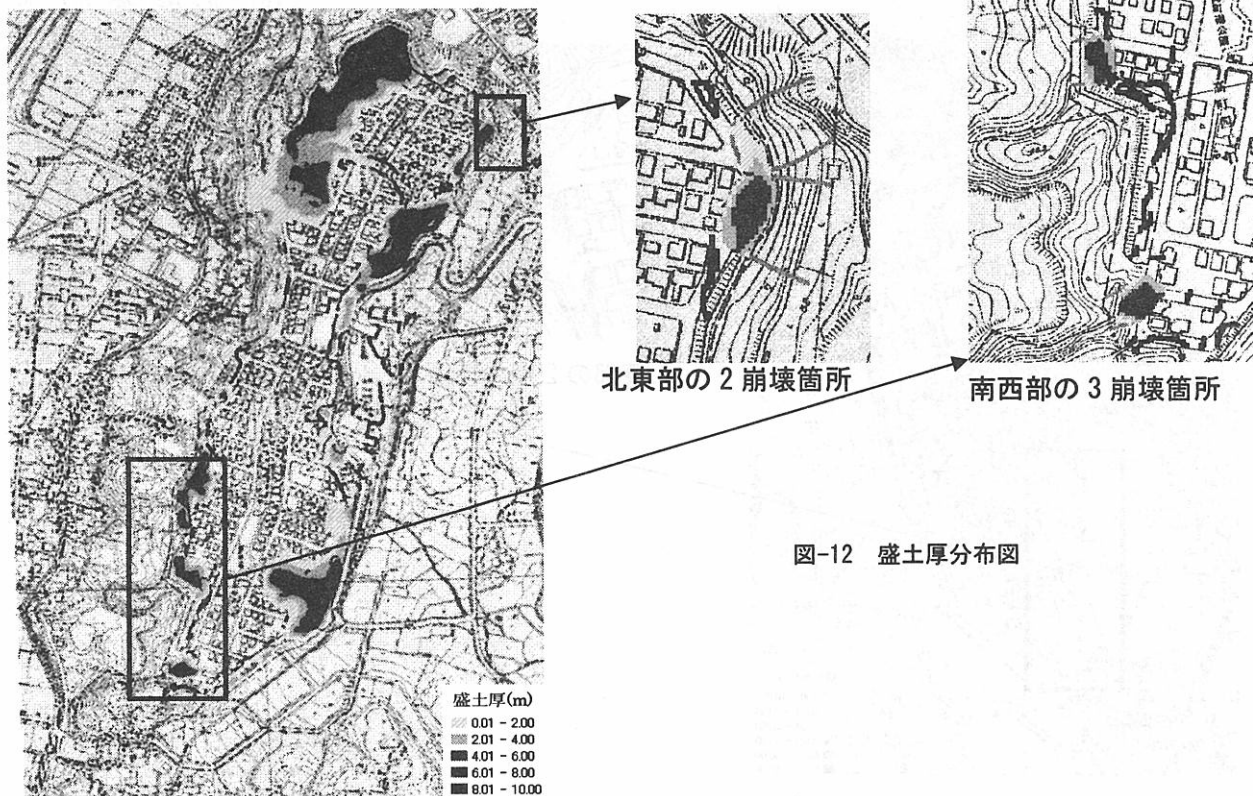 北東部の2崩壊箇所
南西部の3崩壊箇所
図-12 盛土厚分布図
盛土厚(m)
0.01 - 2.00
2.01 - 4.00
4.01 - 6.00
6.01 - 8.00
8.01 - 10.00